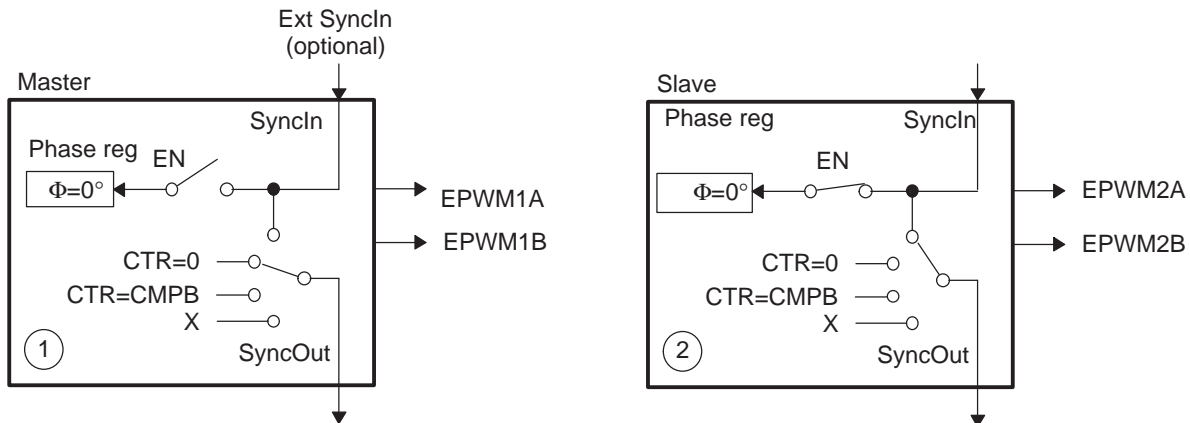 Ext SyncIn
(optional)
Master
SyncIn
Phase reg
EN
Φ=0°
EPWM1A
EPWM1B
CTR=0
CTR=CMPB
X
1
SyncOut
Slave
Phase reg
SyncIn
EN
Φ=0°
EPWM2A
EPWM2B
CTR=0
CTR=CMPB
X
2
SyncOut